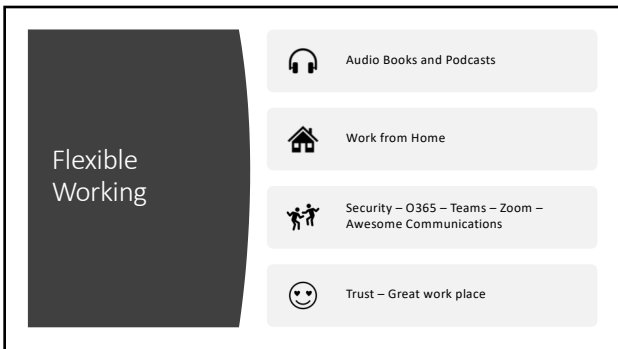 Flexible
Working
Audio Books and Podcasts
Work from Home
Security – O365 – Teams – Zoom –
Awesome Communications
Trust – Great work place